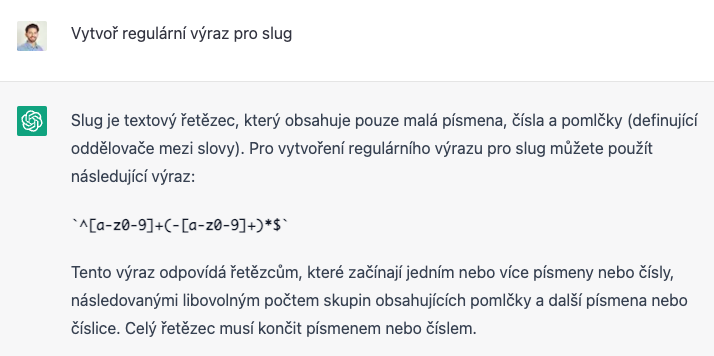 Vytvoř regulární výraz pro slug
Slug je textový řetězec, který obsahuje pouze malá písmena, čísla a pomlčky (definující
oddělovače mezi slovy). Pro vytvoření regulárního výrazu pro slug můžete použít
následující výraz:
`^[a-z0-9]+(-[a-z0-9]+)*$`
Tento výraz odpovídá řetězcům, které začínají jedním nebo více písmeny nebo čísly,
následovanými libovolným počtem skupin obsahujících pomlčky a další písmena nebo
číslice. Celý řetězec musí končit písmenem nebo číslem.